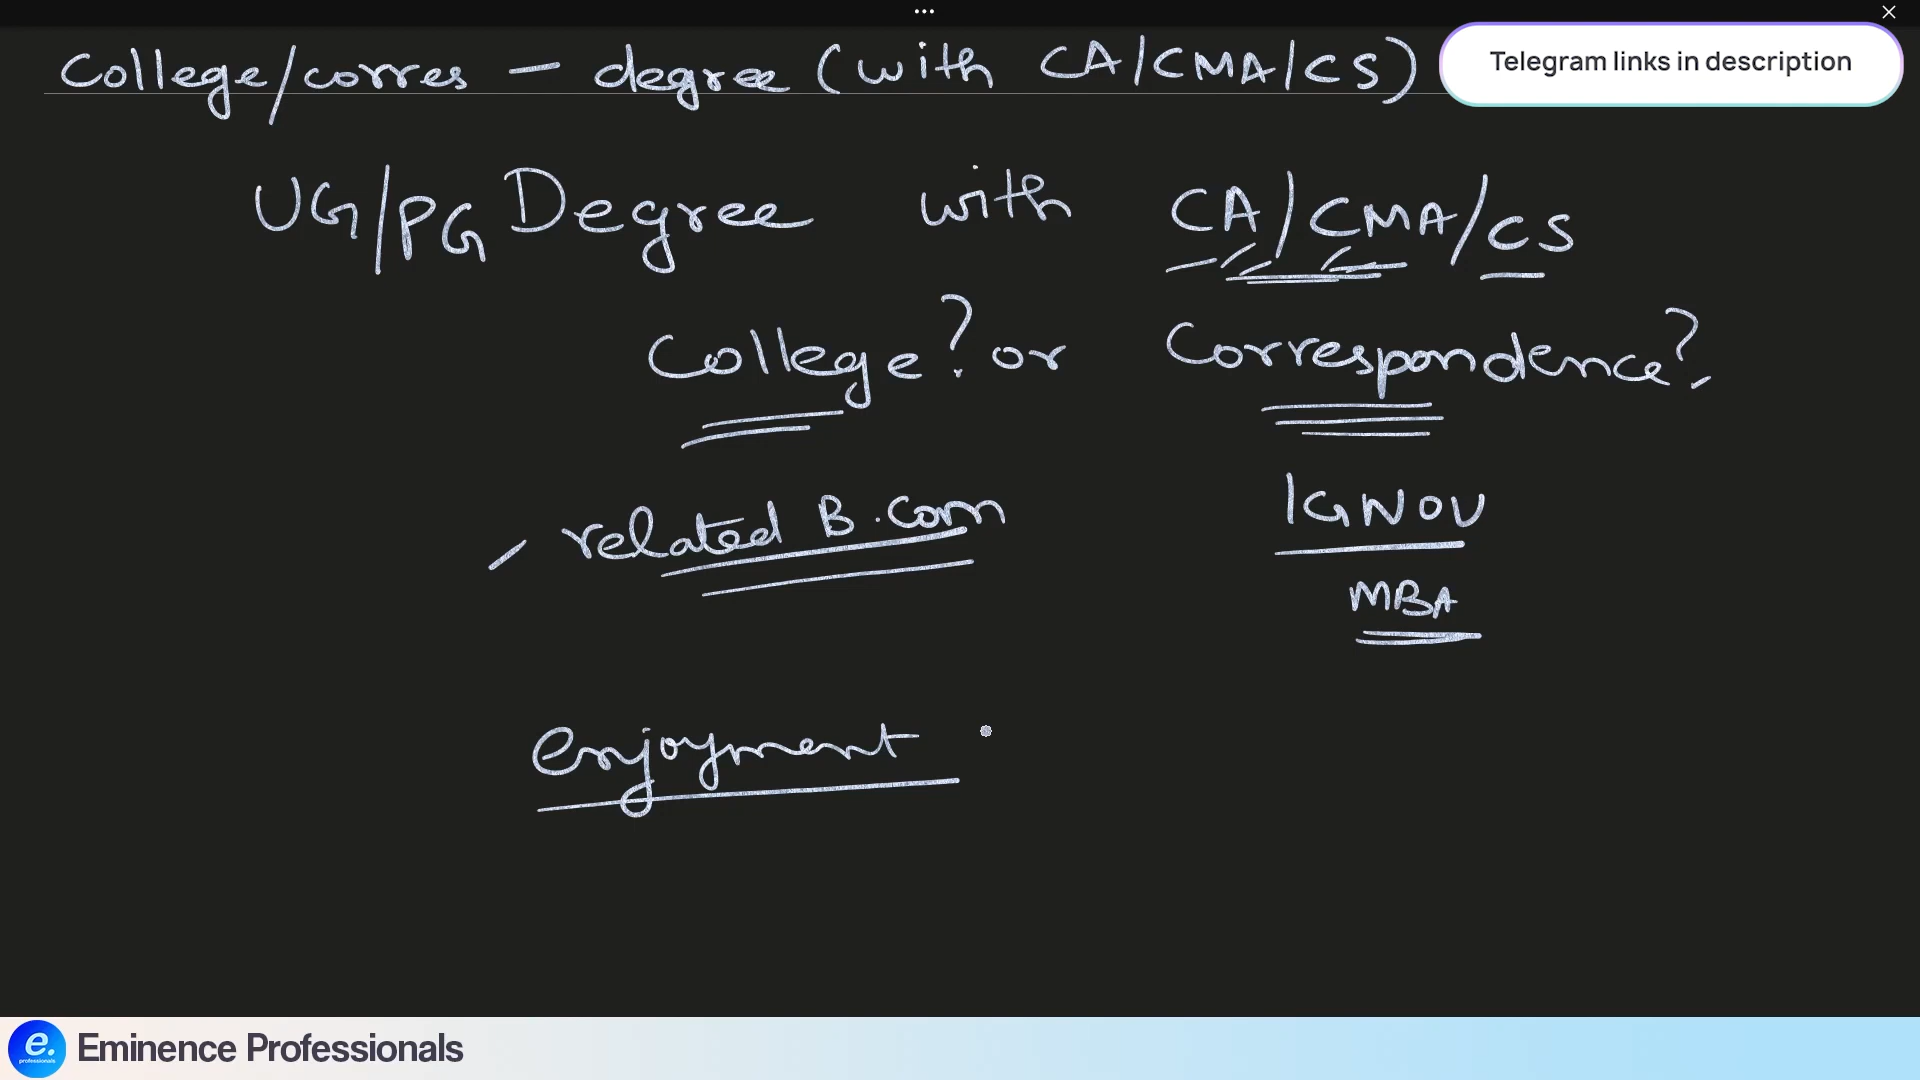 College/corres - degree (with CA/CMA/CS)
Telegram links in description
UG/PG Degree with CA/CMA/CS
College? or Correspondence?
- related B.Com
IGNOU
MBA
enjoyment
e.
professionals
Eminence Professionals